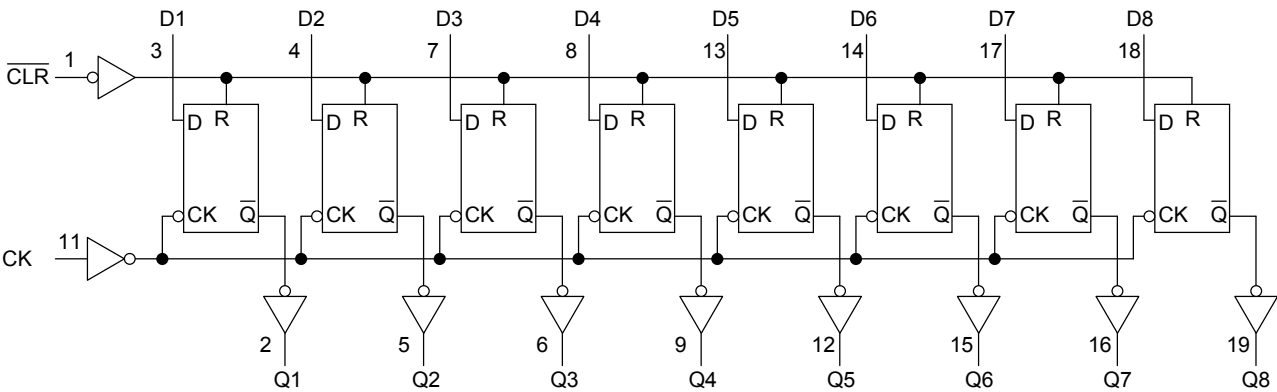 D1 D2 D3 D4 D5 D6 D7 D8
3 4 7 8 13 14 17 18
C̅L̅R̅ 1
D R D R D R D R D R D R D R D R
CK Q̅ CK Q̅ CK Q̅ CK Q̅ CK Q̅ CK Q̅ CK Q̅ CK Q̅
CK 11
2 5 6 9 12 15 16 19
Q1 Q2 Q3 Q4 Q5 Q6 Q7 Q8